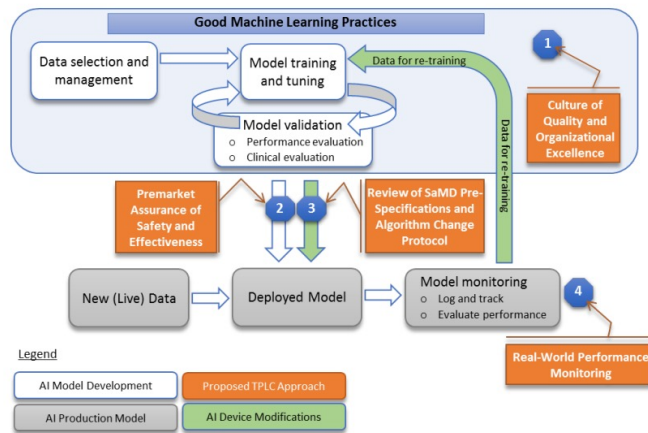 Good Machine Learning Practices
Data selection and
management
Model training
and tuning
Data for re-training
1
Culture of
Quality and
Organizational
Excellence
Model validation
o Performance evaluation
o Clinical evaluation
Data for re-training
Premarket
Assurance of
Safety and
Effectiveness
2
3
Review of SaMD Pre-
Specifications and
Algorithm Change
Protocol
New (Live) Data
Deployed Model
Model monitoring
o Log and track
o Evaluate performance
4
Real-World Performance
Monitoring
Legend
AI Model Development
Proposed TPLC Approach
AI Production Model
AI Device Modifications